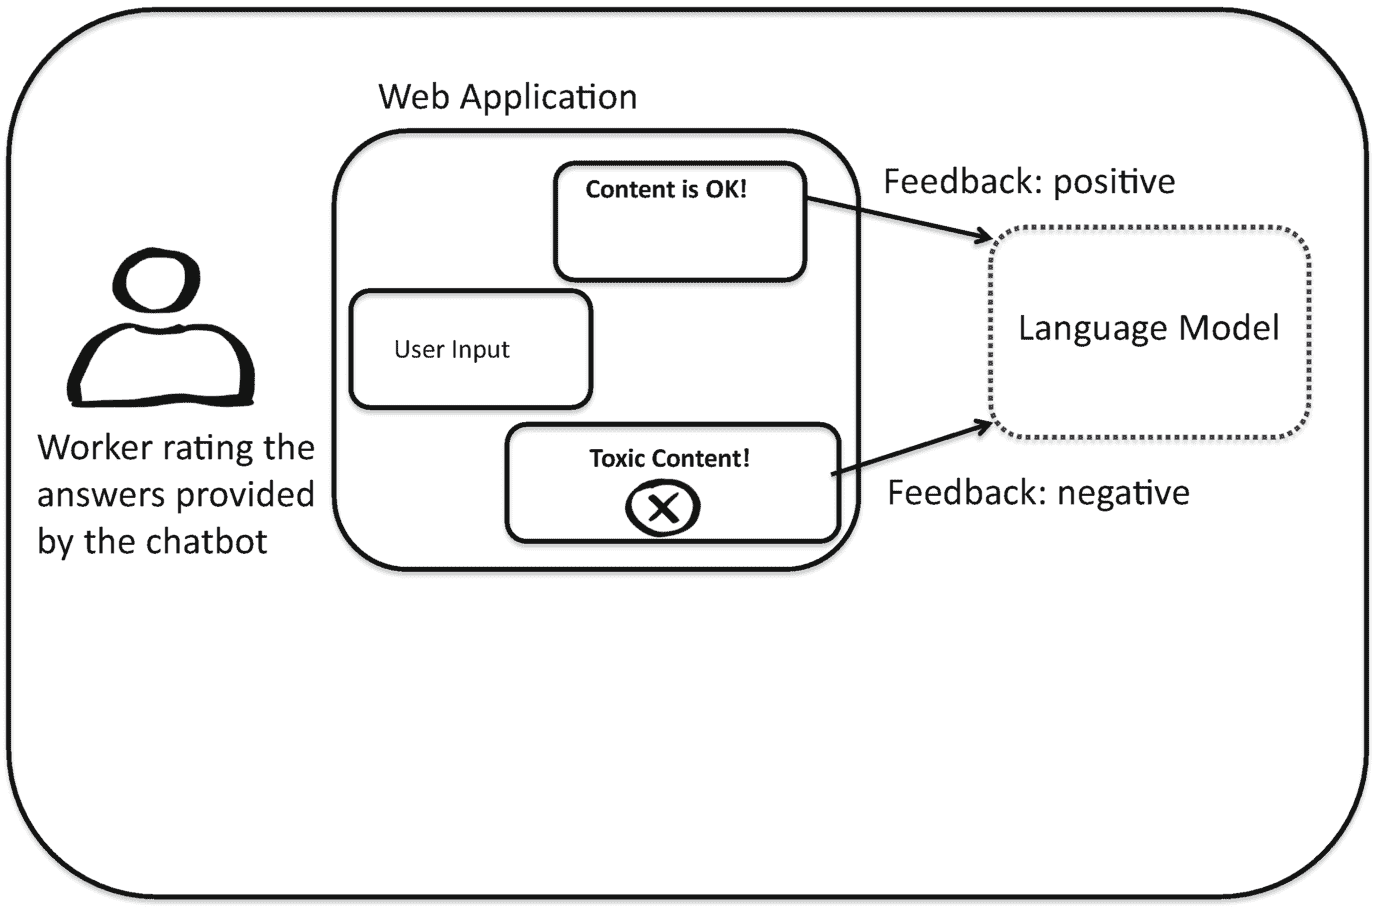 Web Application
Content is OK!
Feedback: positive
User Input
Language Model
Worker rating the
answers provided
by the chatbot
Toxic Content!
Feedback: negative